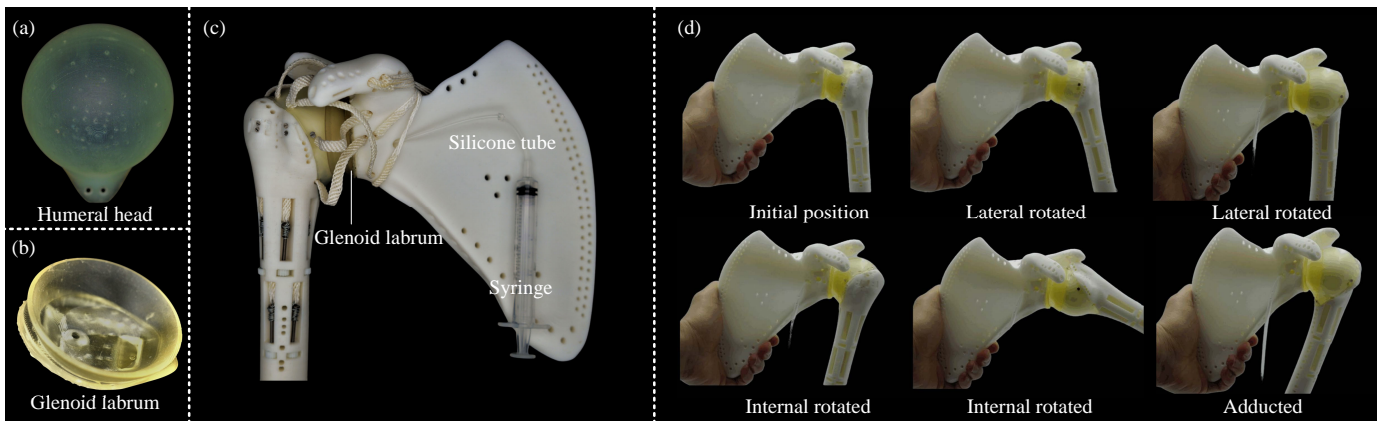 (a)
Humeral head
(b)
Glenoid labrum
(c)
Silicone tube
Glenoid labrum
Syringe
(d)
Initial position
Lateral rotated
Lateral rotated
Internal rotated
Internal rotated
Adducted